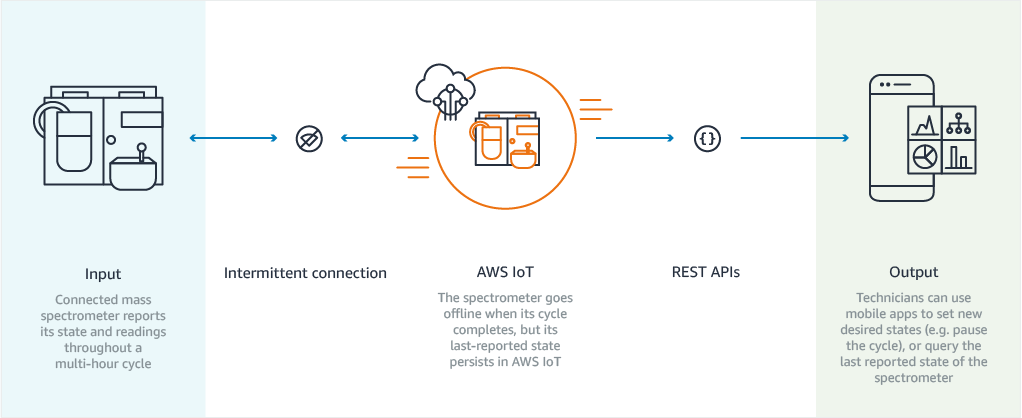 Input
Connected mass
spectrometer reports
its state and readings
throughout a
multi-hour cycle
Intermittent connection
AWS IoT
The spectrometer goes
offline when its cycle
completes, but its
last-reported state
persists in AWS IoT
{}
REST APIs
Output
Technicians can use
mobile apps to set new
desired states (e.g. pause
the cycle), or query the
last reported state of the
spectrometer